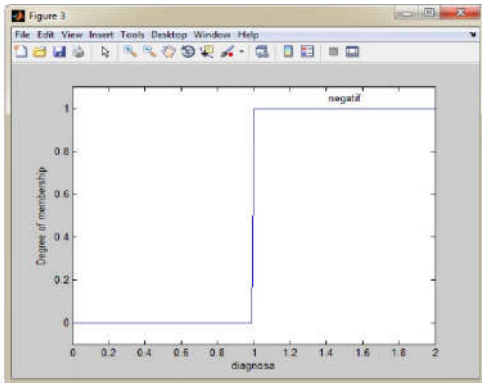 Figure 3
File Edit View Insert Tools Desktop Window Help
negatif
1
0.8
0.6
0.4
0.2
0
Degree of membership
0 0.2 0.4 0.6 0.8 1 1.2 1.4 1.6 1.8 2
diagnosa